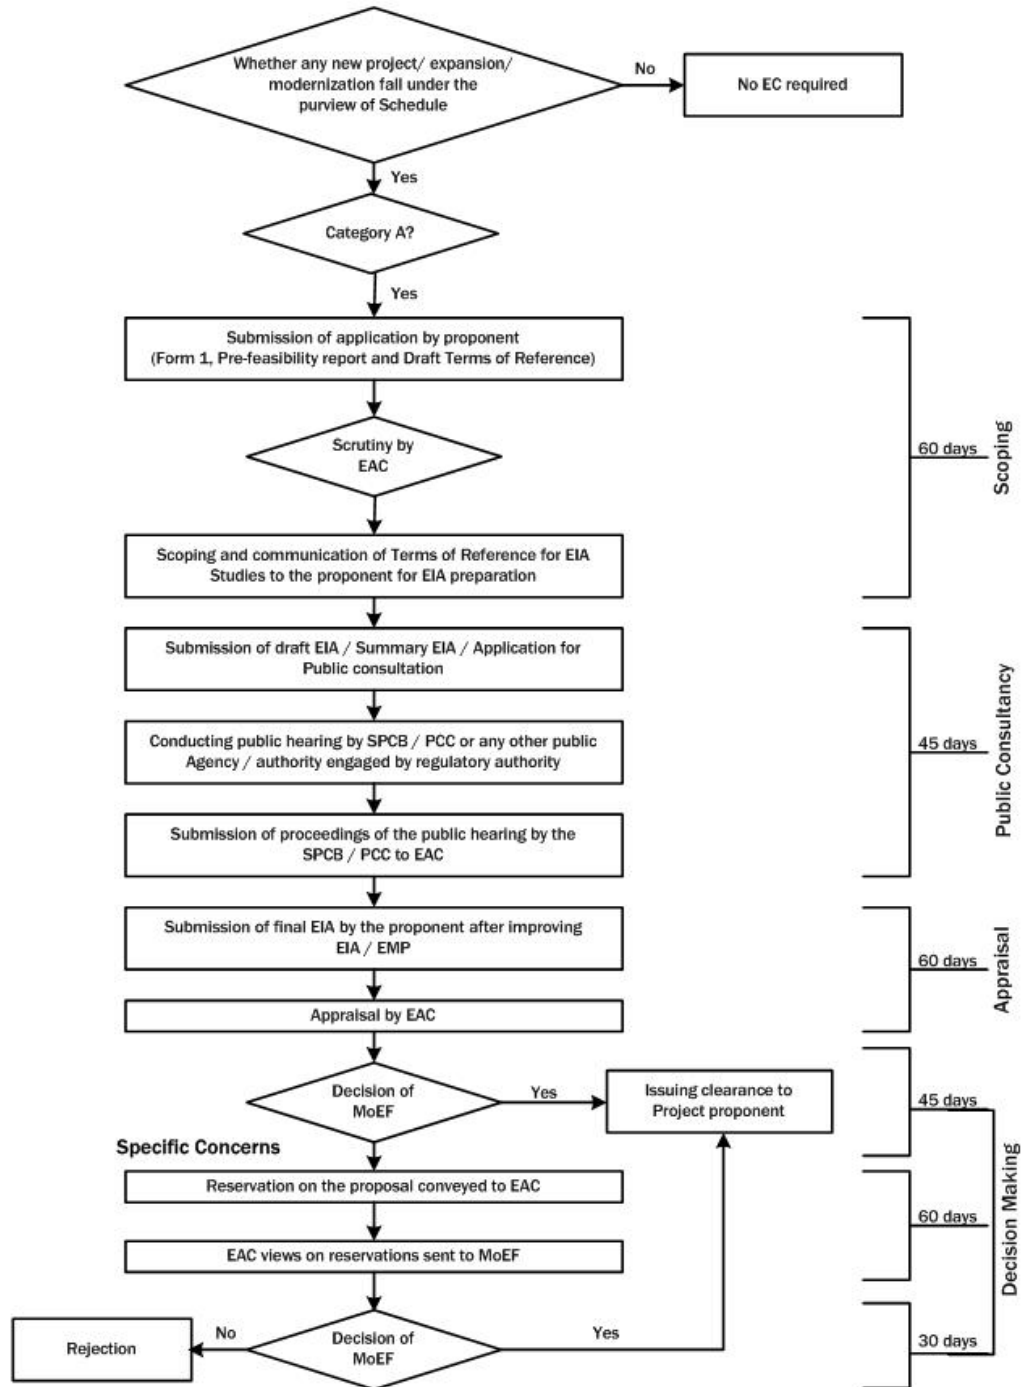 Whether any new project/ expansion/
modernization fall under the
purview of Schedule
No
No EC required
Yes
Category A?
Yes
Submission of application by proponent
(Form 1, Pre-feasibility report and Draft Terms of Reference)
Scrutiny by
EAC
60 days
Scoping
Scoping and communication of Terms of Reference for EIA
Studies to the proponent for EIA preparation
Submission of draft EIA / Summary EIA / Application for
Public consultation
Conducting public hearing by SPCB / PCC or any other public
Agency / authority engaged by regulatory authority
45 days
Public Consultancy
Submission of proceedings of the public hearing by the
SPCB / PCC to EAC
Submission of final EIA by the proponent after improving
EIA / EMP
60 days
Appraisal
Appraisal by EAC
Decision of
MoEF
Yes
Issuing clearance to
Project proponent
45 days
Specific Concerns
Reservation on the proposal conveyed to EAC
60 days
Decision Making
EAC views on reservations sent to MoEF
Decision of
MoEF
No
Rejection
Yes
30 days